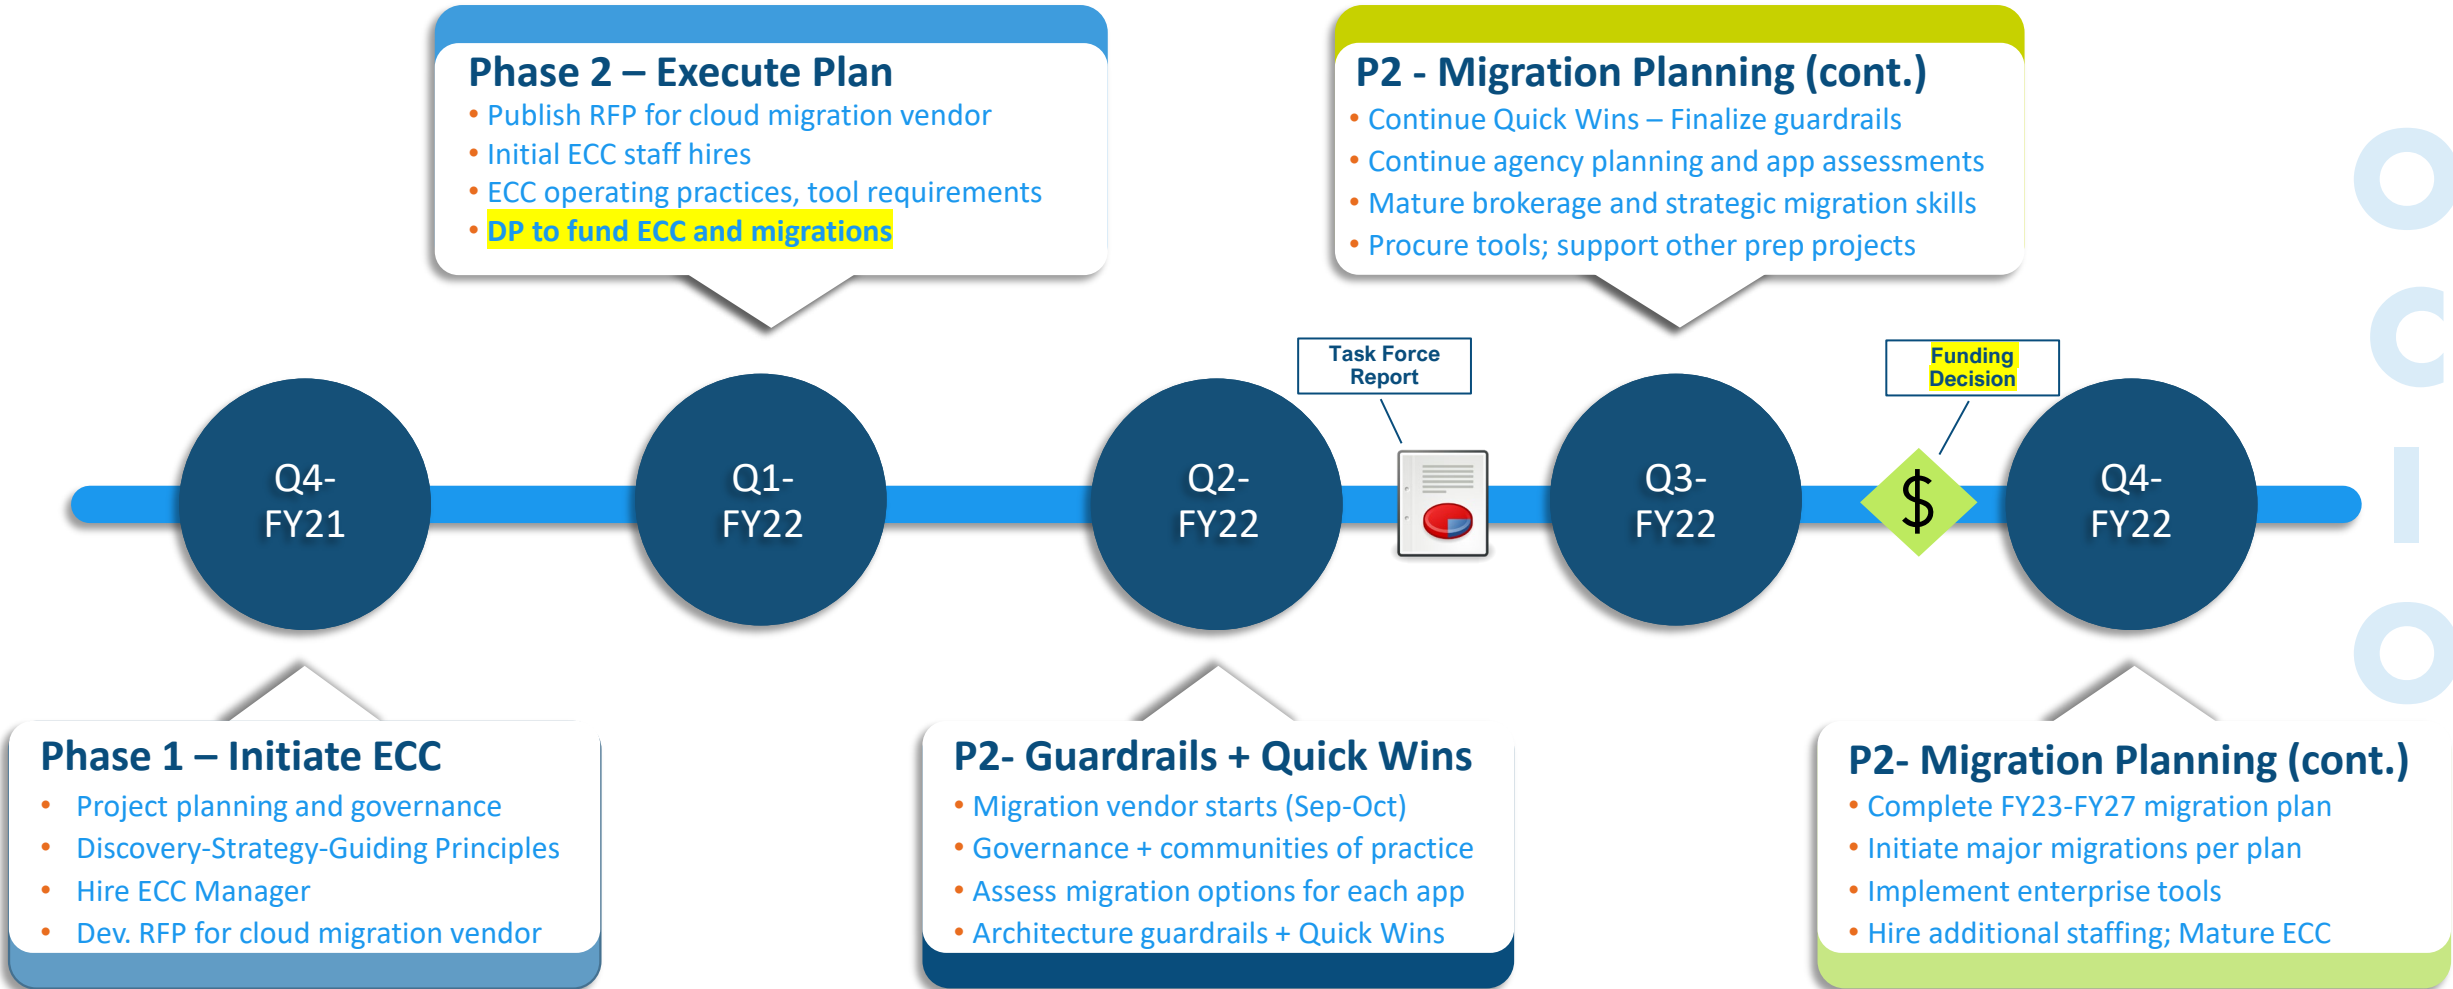 Phase 2 – Execute Plan
• Publish RFP for cloud migration vendor
• Initial ECC staff hires
• ECC operating practices, tool requirements
• DP to fund ECC and migrations
P2 - Migration Planning (cont.)
• Continue Quick Wins – Finalize guardrails
• Continue agency planning and app assessments
• Mature brokerage and strategic migration skills
• Procure tools; support other prep projects
Task Force
Report
Funding
Decision
Q4-
FY21
Q1-
FY22
Q2-
FY22
Q3-
FY22
$
Q4-
FY22
Phase 1 – Initiate ECC
• Project planning and governance
• Discovery-Strategy-Guiding Principles
• Hire ECC Manager
• Dev. RFP for cloud migration vendor
P2- Guardrails + Quick Wins
• Migration vendor starts (Sep-Oct)
• Governance + communities of practice
• Assess migration options for each app
• Architecture guardrails + Quick Wins
P2- Migration Planning (cont.)
• Complete FY23-FY27 migration plan
• Initiate major migrations per plan
• Implement enterprise tools
• Hire additional staffing; Mature ECC
O
C
I
O